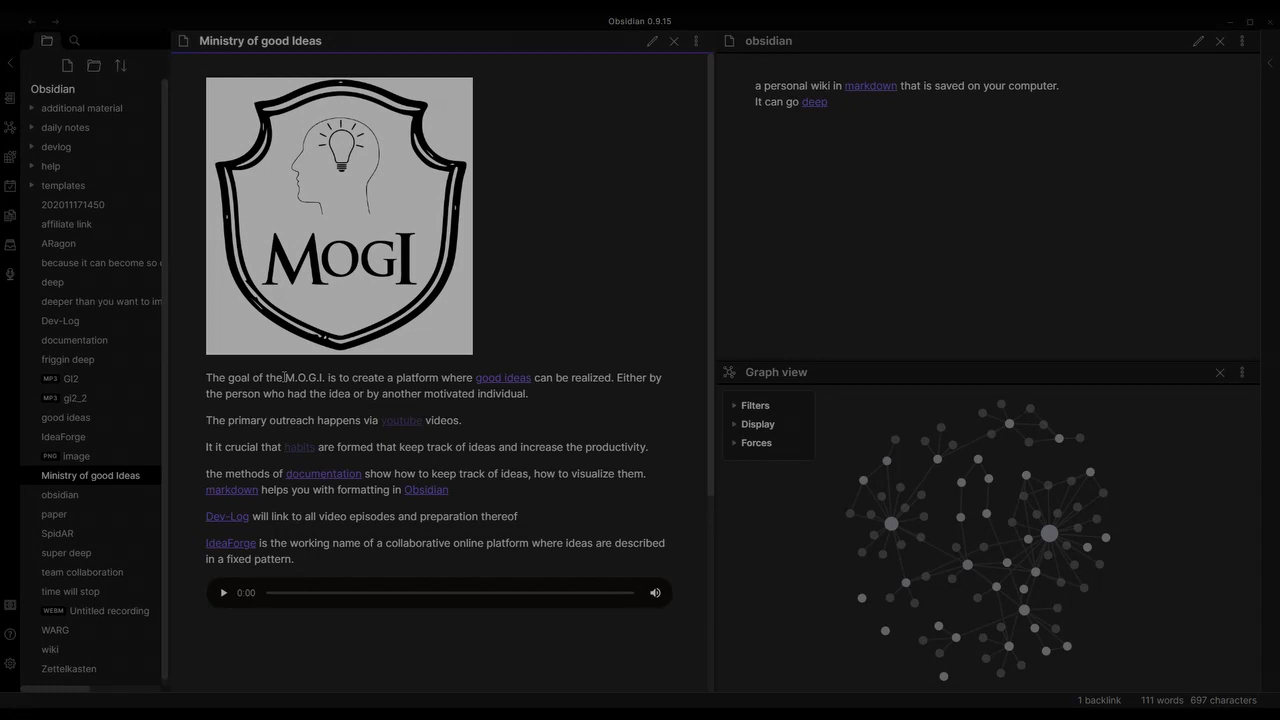 Obsidian 0.9.15
Ministry of good Ideas
obsidian
Obsidian
additional material
daily notes
devlog
help
templates
202011171450
affiliate link
ARagon
because it can become so
deep
deeper than you want to im
Dev-Log
documentation
friggin deep
MP3 GI2
MP3 gi2_2
good ideas
IdeaForge
PNG image
Ministry of good Ideas
obsidian
paper
SpidAR
super deep
team collaboration
time will stop
WEBM Untitled recording
WARG
wiki
Zettelkasten
MOGI
The goal of the M.O.G.I. is to create a platform where good ideas can be realized. Either by
the person who had the idea or by another motivated individual.
The primary outreach happens via youtube videos.
It it crucial that habits are formed that keep track of ideas and increase the productivity.
the methods of documentation show how to keep track of ideas, how to visualize them.
markdown helps you with formatting in Obsidian
Dev-Log will link to all video episodes and preparation thereof
IdeaForge is the working name of a collaborative online platform where ideas are described
in a fixed pattern.
0:00
a personal wiki in markdown that is saved on your computer.
It can go deep
Graph view
Filters
Display
Forces
1 backlink 111 words 697 characters